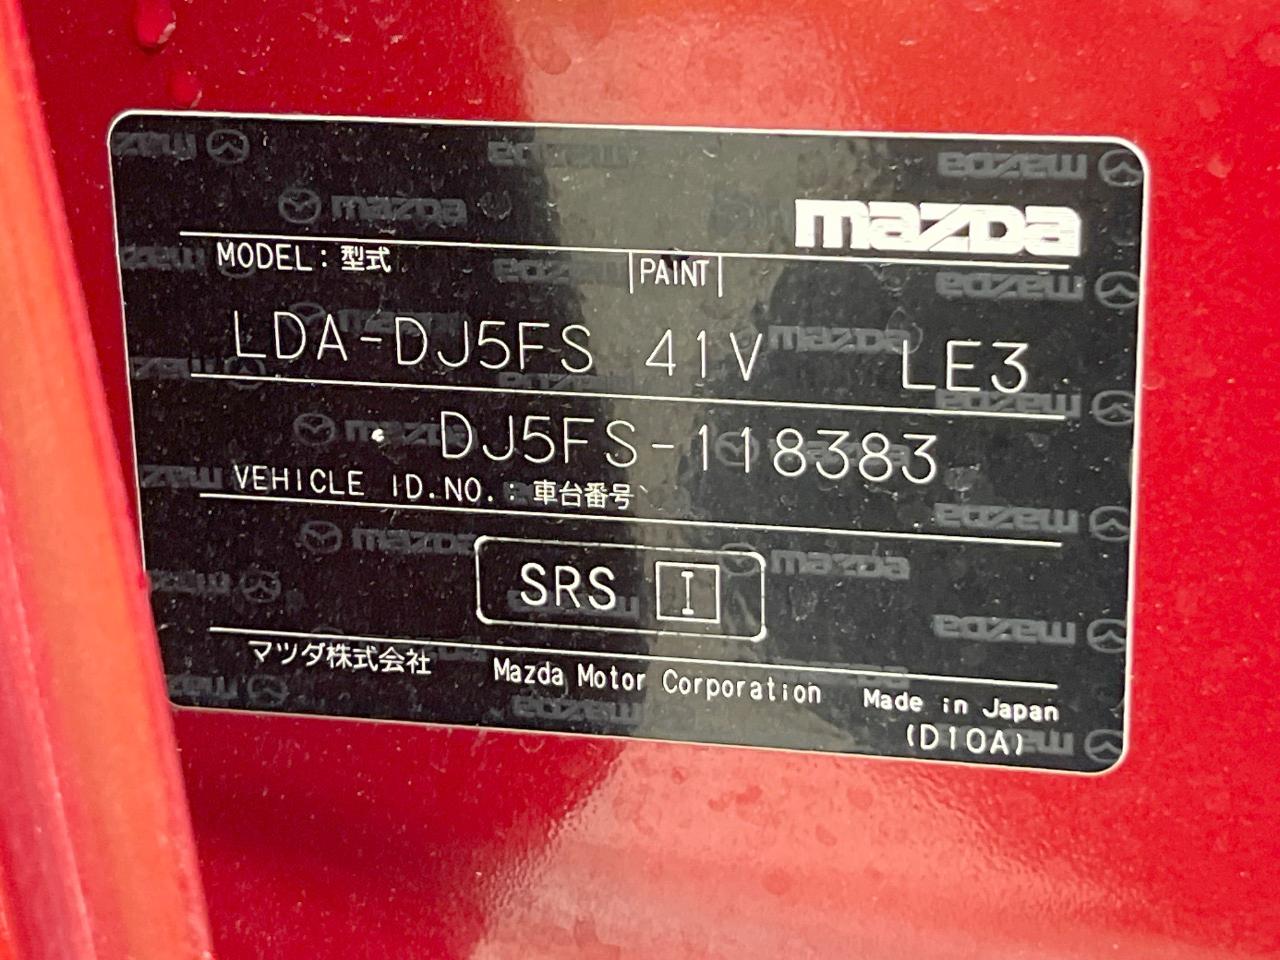 mazda
MODEL: 型式 PAINT
LDA-DJ5FS 41V LE3
DJ5FS-118383
VEHICLE ID.NO.: 車台番号
SRS I
マツダ株式会社 Mazda Motor Corporation Made in Japan
(D10A)